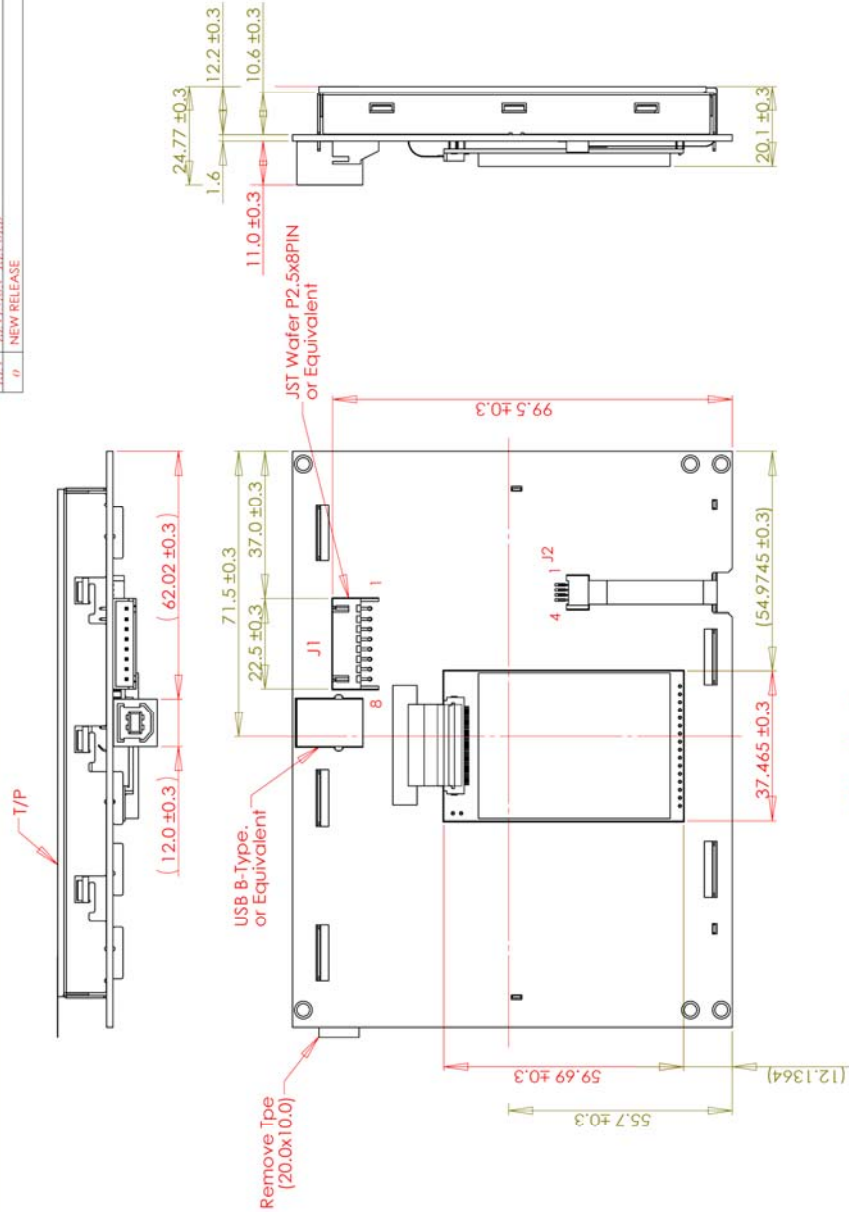 0 NEW RELEASE
T/P
( 62.02 ±0.3 )
( 12.0 ±0.3 )
24.77 ±0.3
12.2 ±0.3
1.6
10.6 ±0.3
11.0 ±0.3
20.1 ±0.3
71.5 ±0.3
22.5 ±0.3
37.0 ±0.3
JST Wafer P2.5x8PIN
or Equivalent
USB B-Type.
or Equivalent
J1
8
1
99.5 ±0.3
4
1
J2
Remove Tpe
(20.0x10.0)
59.69 ±0.3
55.7 ±0.3
(12.1364)
37.465 ±0.3
(54.9745 ±0.3)